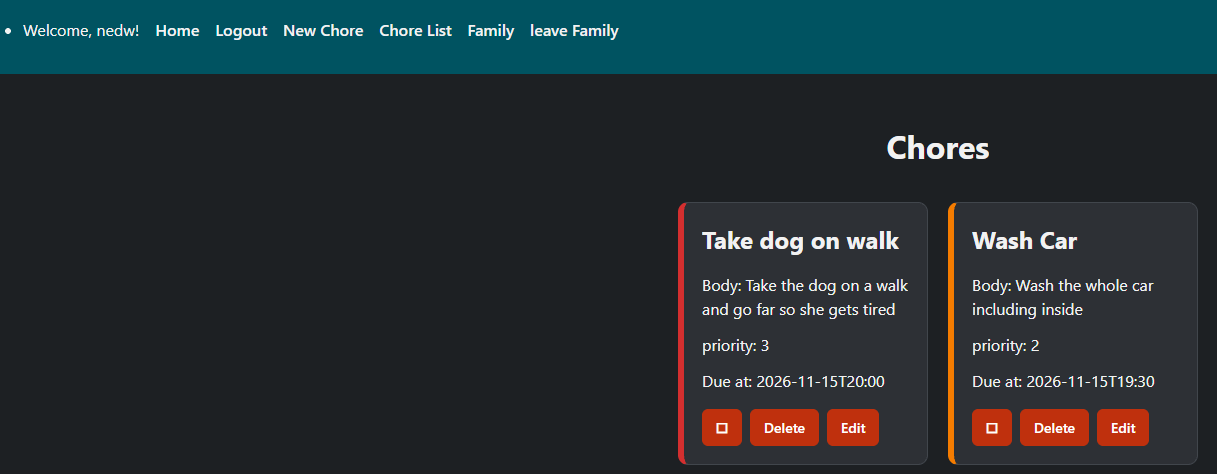 Welcome, nedw! Home Logout New Chore Chore List Family leave Family
Chores
Take dog on walk
Body: Take the dog on a walk
and go far so she gets tired
priority: 3
Due at: 2026-11-15T20:00
Delete Edit
Wash Car
Body: Wash the whole car
including inside
priority: 2
Due at: 2026-11-15T19:30
Delete Edit